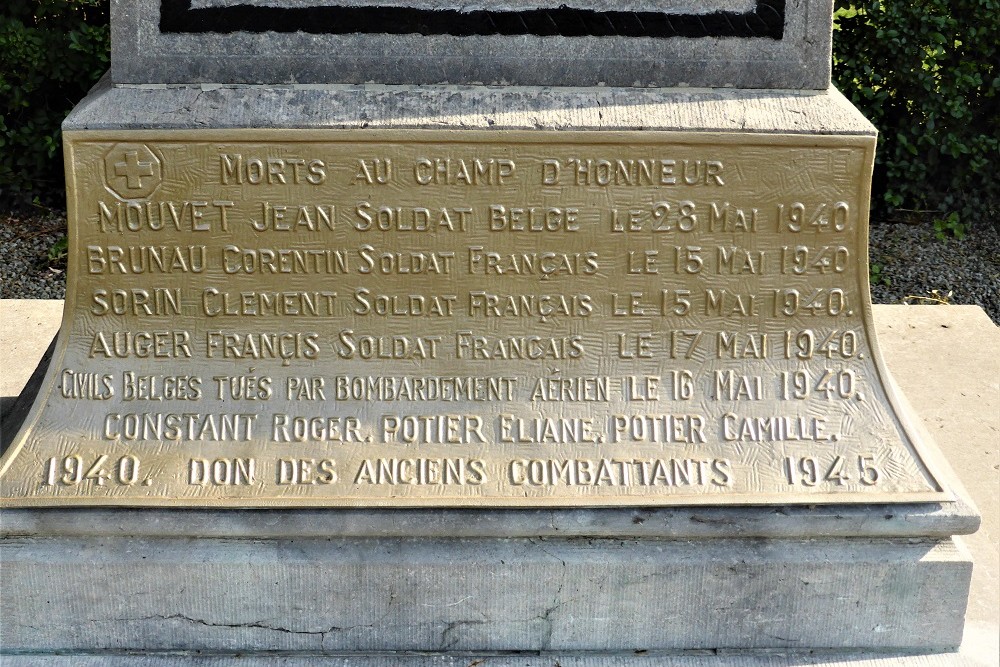 MORTS AU CHAMP D'HONNEUR
MOUVET JEAN SOLDAT BELGE LE 28 MAI 1940
BRUNAU CORENTIN SOLDAT FRANÇAIS LE 15 MAI 1940
SORIN CLEMENT SOLDAT FRANÇAIS LE 15 MAI 1940.
AUGER FRANÇIS SOLDAT FRANCAIS LE 17 MAI 1940.
CIVILS BELGES TUÉS PAR BOMBARDEMENT AÉRIEN LE 16 MAI 1940.
CONSTANT ROGER. POTIER ELIANE. POTIER CAMILLE.
1940. DON DES ANCIENS COMBATTANTS 1945